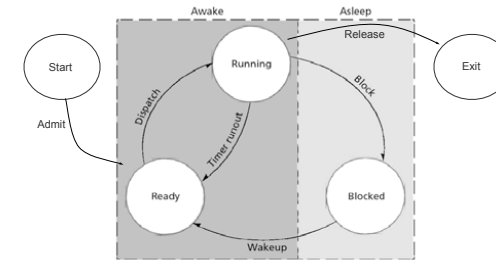 Awake
Asleep
Release
Start
Running
Exit
Block
Dispatch
Admit
Timer runout
Ready
Blocked
Wakeup